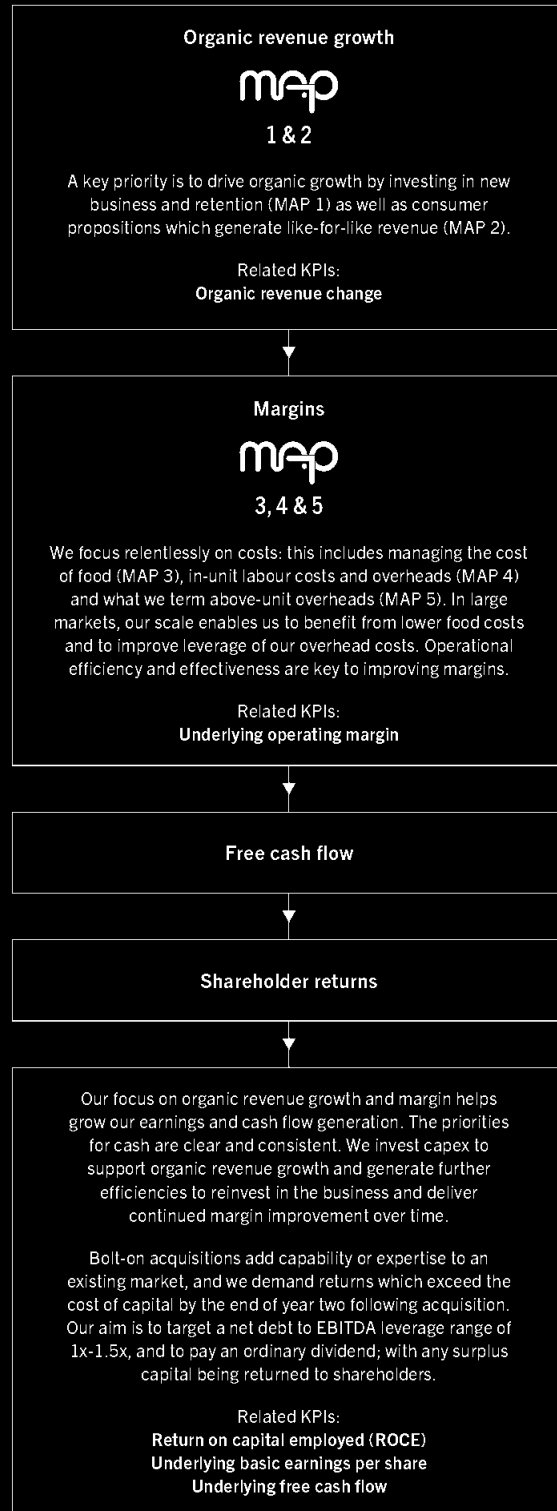 Organic revenue growth
map
1 & 2
A key priority is to drive organic growth by investing in new
business and retention (MAP 1) as well as consumer
propositions which generate like-for-like revenue (MAP 2).
Related KPIs:
Organic revenue change
Margins
map
3, 4 & 5
We focus relentlessly on costs: this includes managing the cost
of food (MAP 3), in-unit labour costs and overheads (MAP 4)
and what we term above-unit overheads (MAP 5). In large
markets, our scale enables us to benefit from lower food costs
and to improve leverage of our overhead costs. Operational
efficiency and effectiveness are key to improving margins.
Related KPIs:
Underlying operating margin
Free cash flow
Shareholder returns
Our focus on organic revenue growth and margin helps
grow our earnings and cash flow generation. The priorities
for cash are clear and consistent. We invest capex to
support organic revenue growth and generate further
efficiencies to reinvest in the business and deliver
continued margin improvement over time.
Bolt-on acquisitions add capability or expertise to an
existing market, and we demand returns which exceed the
cost of capital by the end of year two following acquisition.
Our aim is to target a net debt to EBITDA leverage range of
1x-1.5x, and to pay an ordinary dividend; with any surplus
capital being returned to shareholders.
Related KPIs:
Return on capital employed (ROCE)
Underlying basic earnings per share
Underlying free cash flow